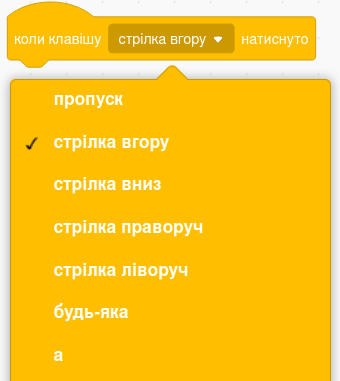 коли клавішу стрілка вгору натиснуто
пропуск
стрілка вгору
стрілка вниз
стрілка праворуч
стрілка ліворуч
будь-яка
а